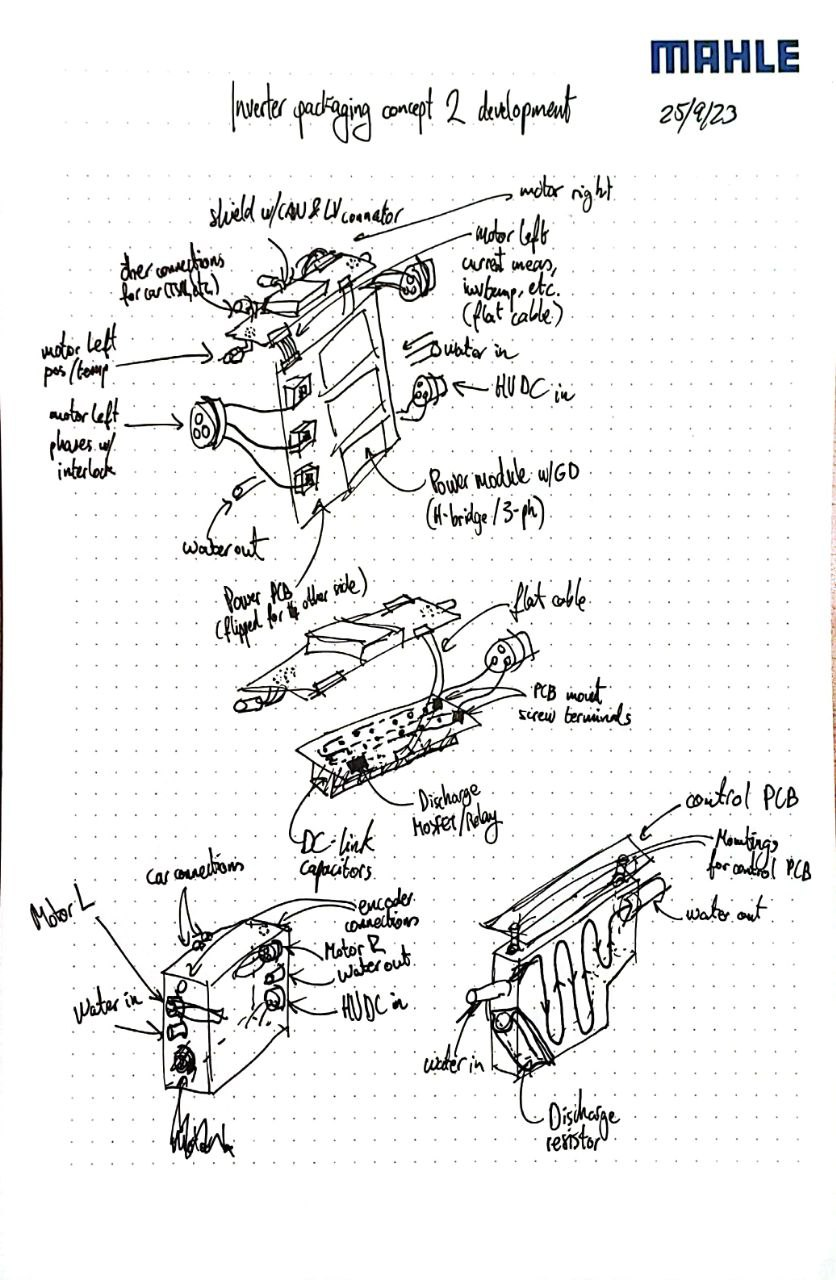 MAHLE
Inverter packaging concept 2 development
25/9/23
motor right
shield w/CAN & LV connector
motor left
current meas,
etc.
(flat cable)
other connections
for car (TSAL, etc.)
motor left
pos/temp
water in
HVDC in
motor left
phases w/
interlock
Power module w/GD
(H-bridge / 3-ph)
water out
Power PCB
(flipped for other side)
flat cable
PCB mount
screw terminals
Discharge
Mosfet/Relay
DC-link
capacitors
control PCB
Mountings
for control PCB
water out
car connections
Motor L
encoder
connections
Motor R
water out
HVDC in
Water in
water in
Discharge
resistor